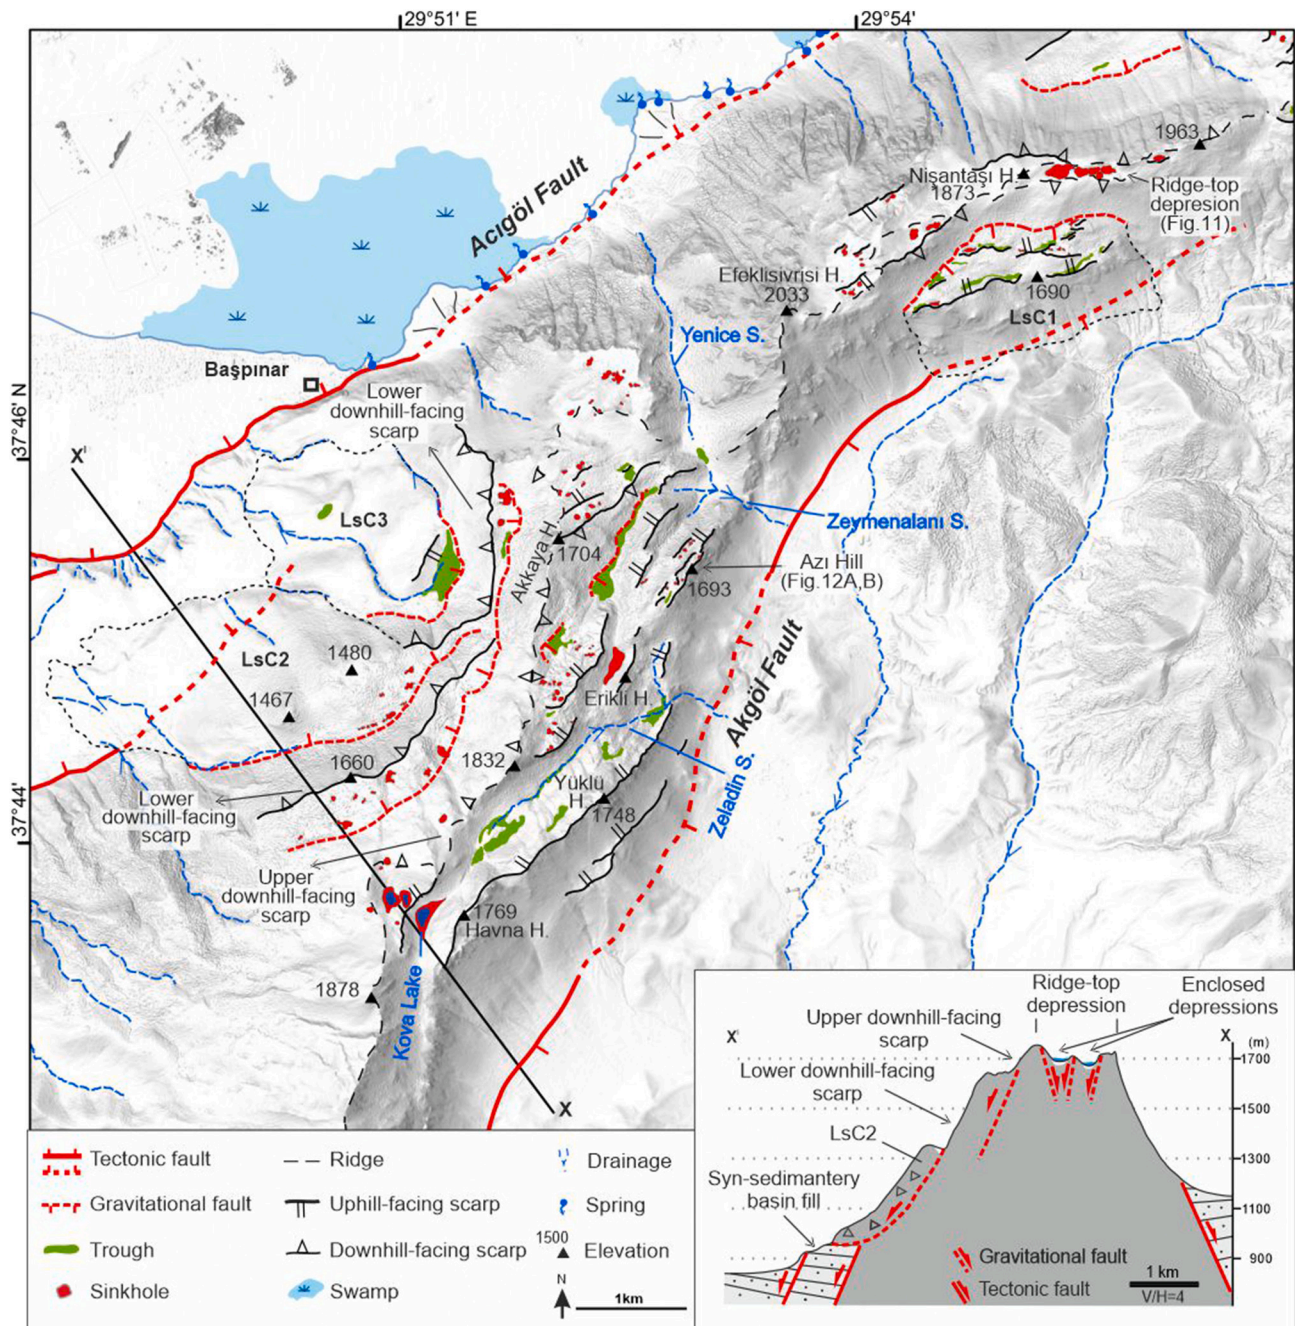 29°51' E
29°54'
37°46' N
37°44'
1963
Nişantaşı H.
1873
Ridge-top
depresion
(Fig.11)
Acıgöl Fault
Efeklisivrisi H.
2033
1690
LsC1
Yenice S.
Başpınar
Lower
downhill-facing
scarp
X'
LsC3
Akkaya H.
1704
Zeymenalanı S.
Azı Hill
(Fig.12A,B)
1693
LsC2
1480
1467
Erikli H.
Akgöl Fault
1660
1832
Lower
downhill-facing
scarp
Yüklü
H.
1748
Zeladin S.
Upper
downhill-facing
scarp
1769
Havna H.
1878
Kova Lake
X
Tectonic fault
Gravitational fault
Trough
Sinkhole
Ridge
Uphill-facing scarp
Downhill-facing scarp
Swamp
Drainage
Spring
1500
Elevation
N
1km
Ridge-top
depression
Enclosed
depressions
Upper downhill-facing
scarp
X'
X
(m)
Lower downhill-facing
scarp
LsC2
Syn-sedimantery
basin fill
1700
1500
1300
1100
900
Gravitational fault
Tectonic fault
1 km
V/H=4